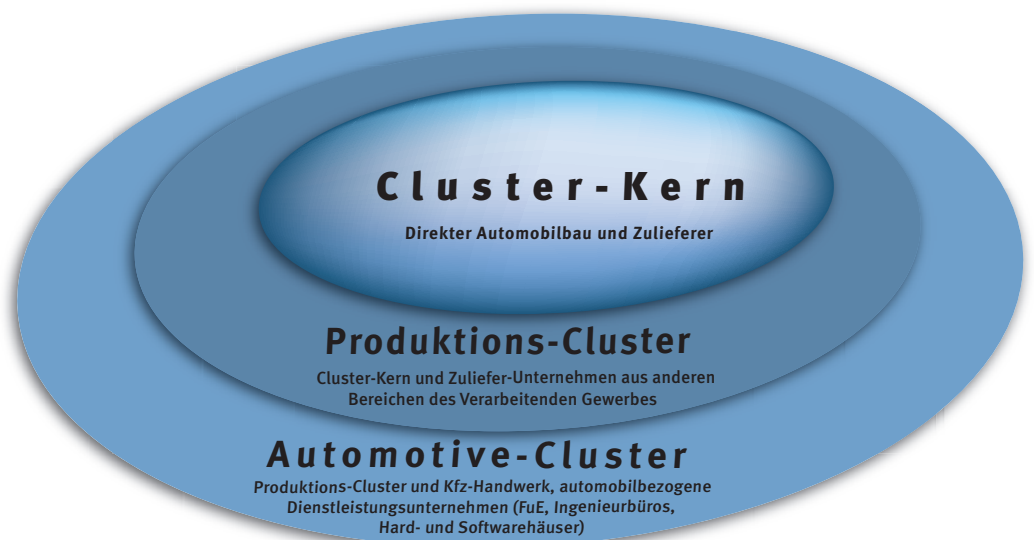 Cluster-Kern
Direkter Automobilbau und Zulieferer
Produktions-Cluster
Cluster-Kern und Zuliefer-Unternehmen aus anderen
Bereichen des Verarbeitenden Gewerbes
Automotive-Cluster
Produktions-Cluster und Kfz-Handwerk, automobilbezogene
Dienstleistungsunternehmen (FuE, Ingenieurbüros,
Hard- und Softwarehäuser)